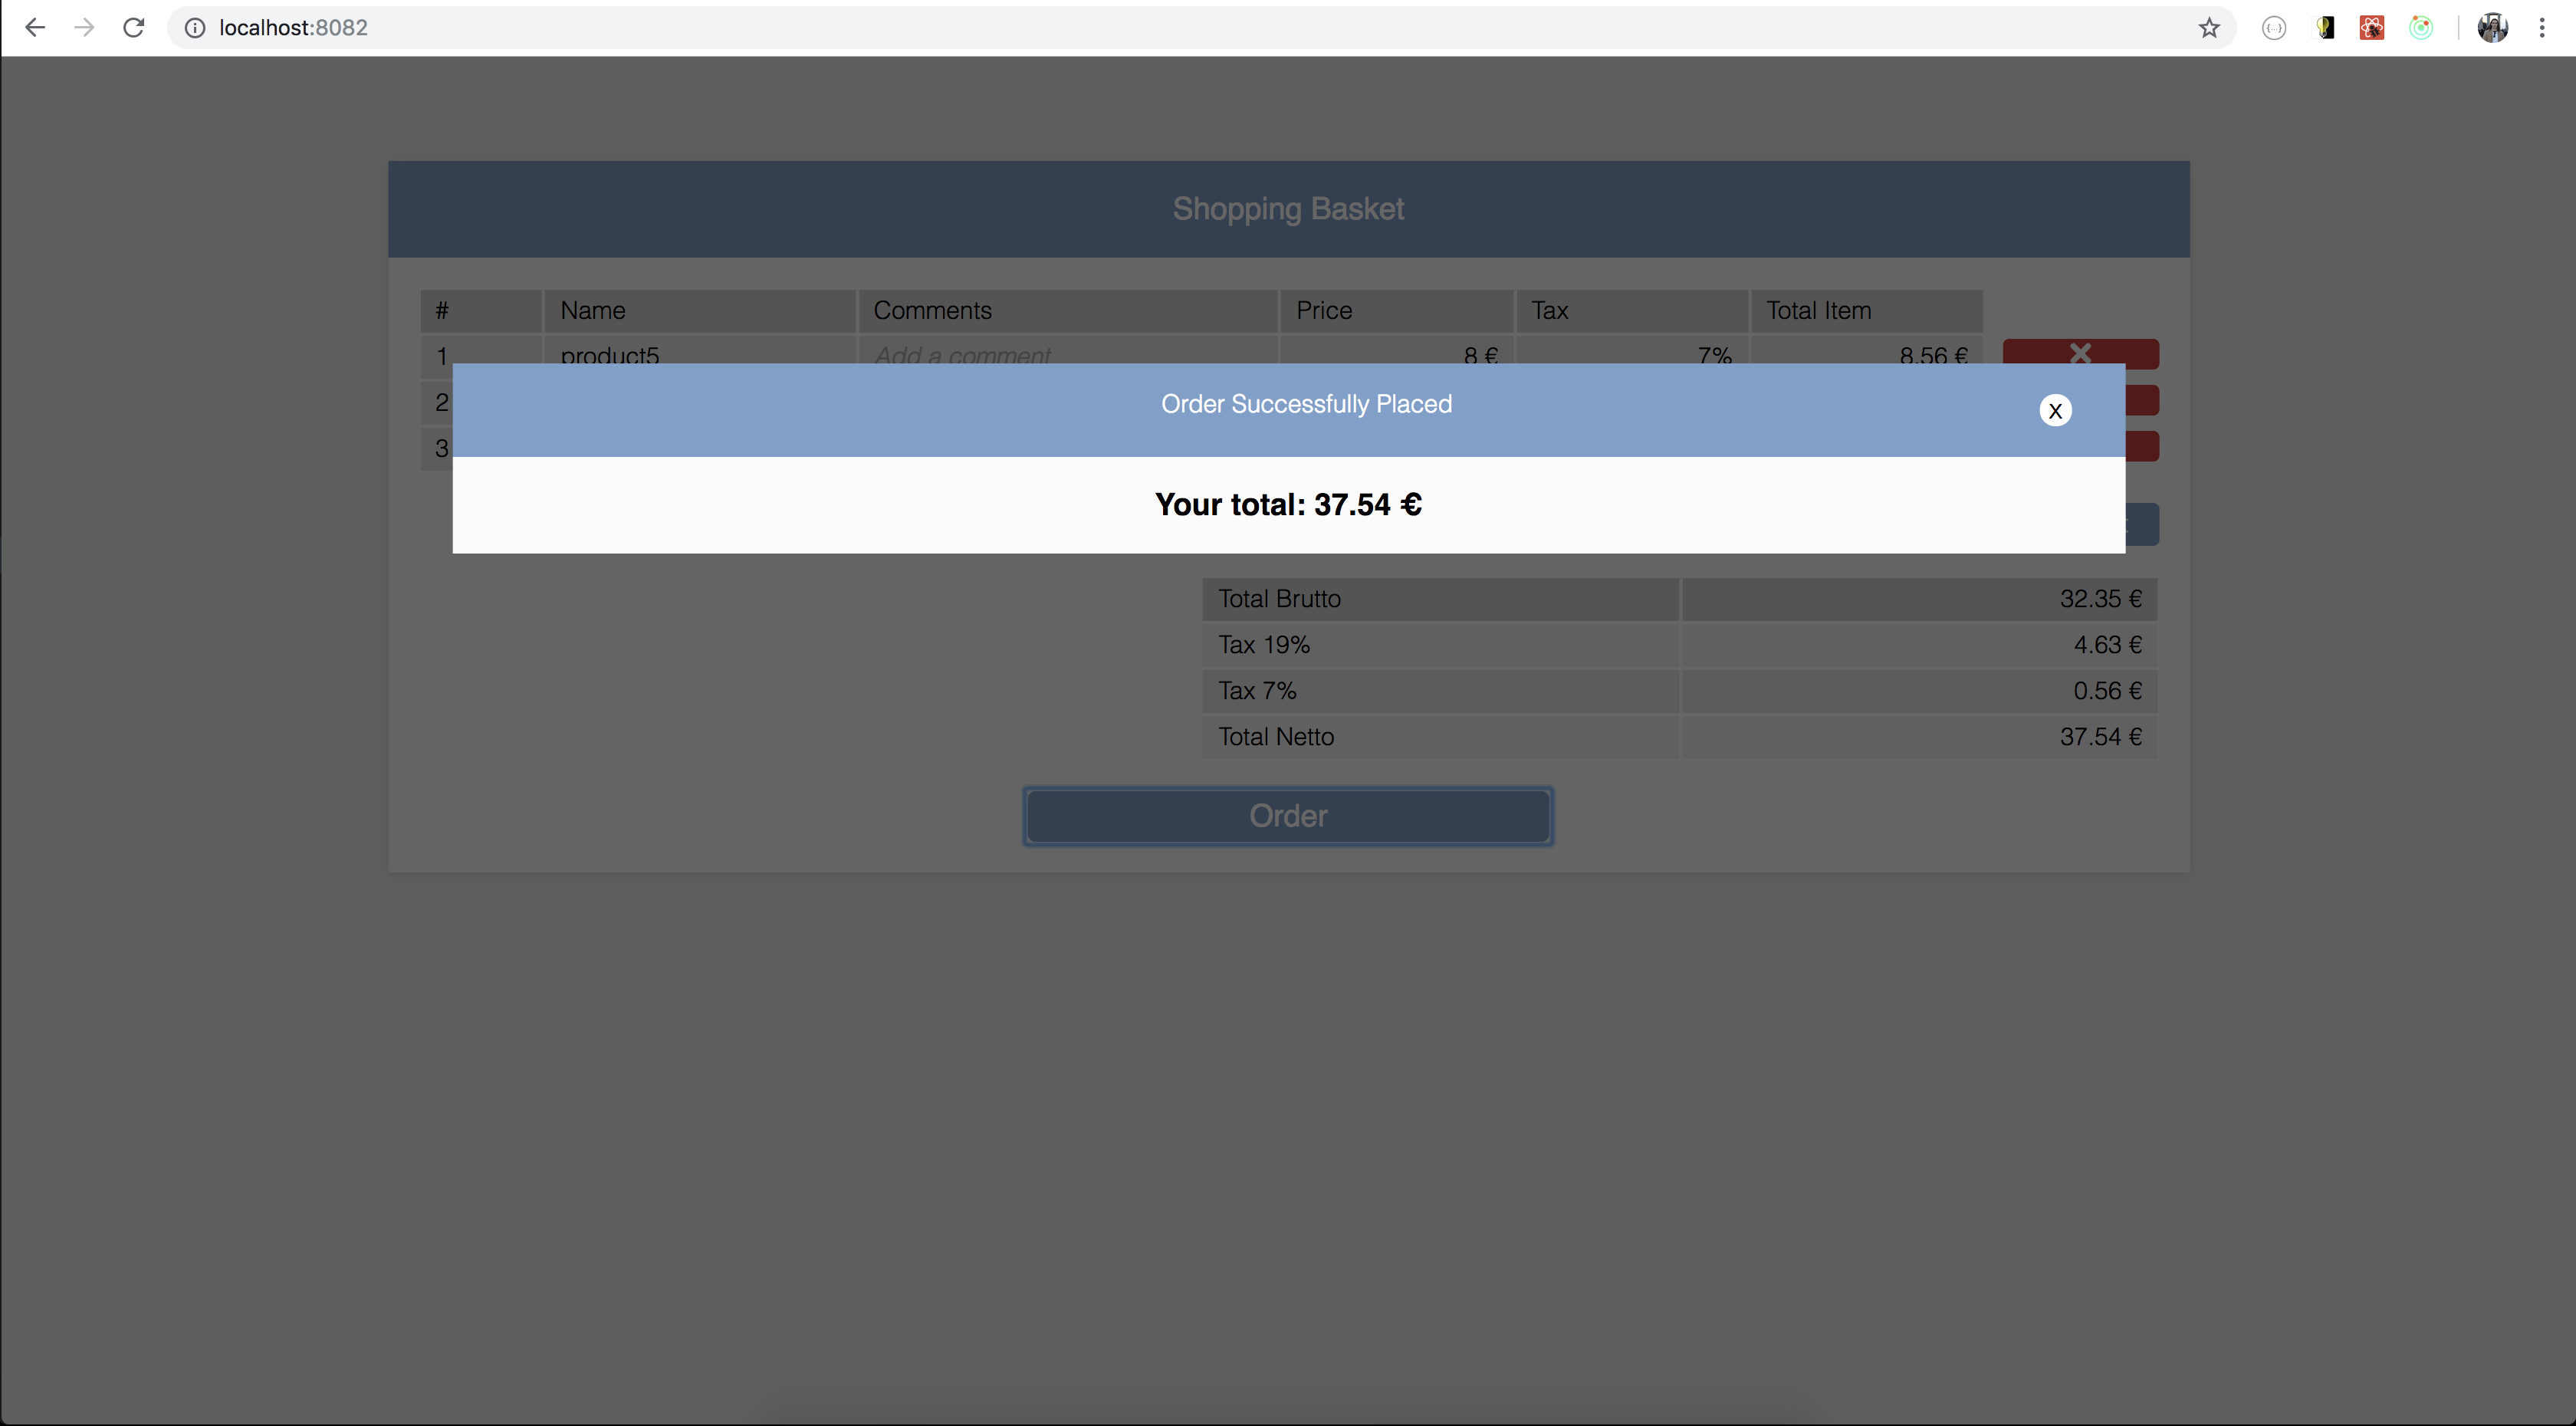 localhost:8082
Shopping Basket
# Name Comments Price Tax Total Item
1 product5 Add a comment 8 € 7% 8.56 €
2
Order Successfully Placed X
3
Your total: 37.54 €
Total Brutto 32.35 €
Tax 19% 4.63 €
Tax 7% 0.56 €
Total Netto 37.54 €
Order